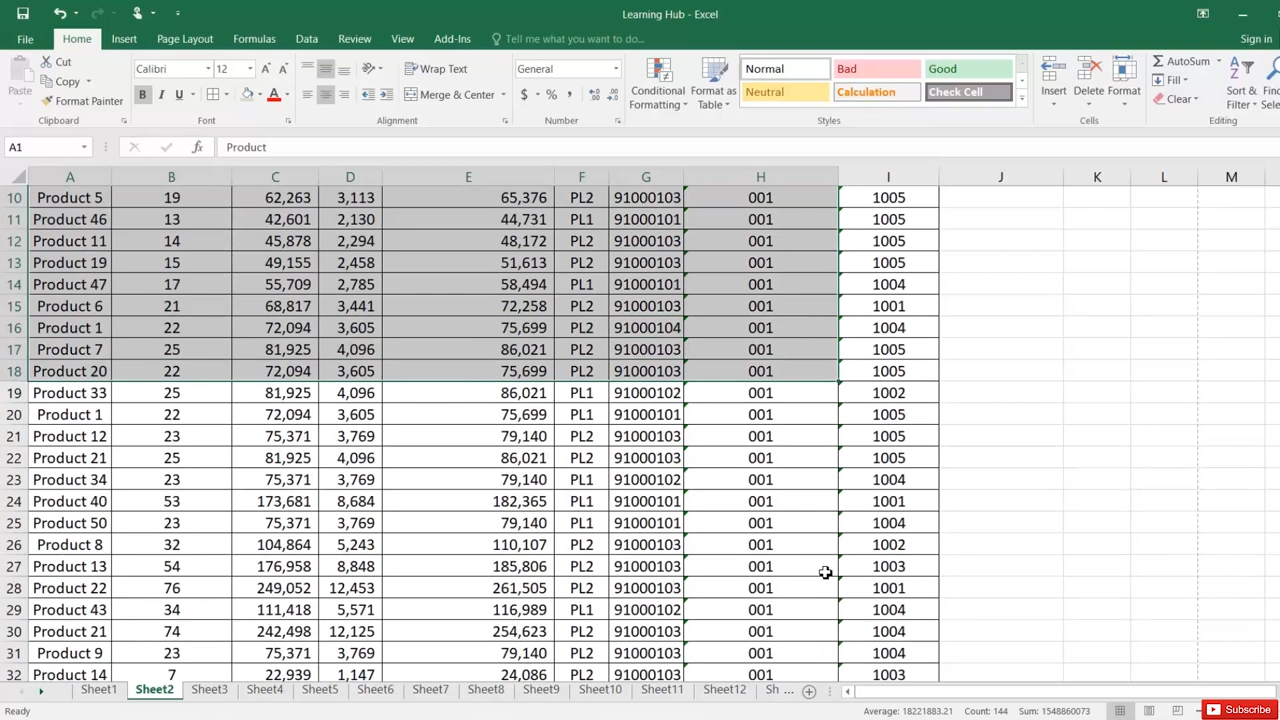 Learning Hub - Excel
Sign in
File Home Insert Page Layout Formulas Data Review View Add-Ins Tell me what you want to do...
Paste Cut Copy Format Painter Clipboard
Calibri 12 B I U A Font
Wrap Text Merge & Center Alignment
General $ % , Number
Conditional Formatting Format as Table
Normal Bad Good
Neutral Calculation Check Cell
Styles
Insert Delete Format Cells
AutoSum Fill Clear Sort & Filter Editing
A1 fx Product
A B C D E F G H I J K L M
10 Product 5 19 62,263 3,113 65,376 PL2 91000103 001 1005
11 Product 46 13 42,601 2,130 44,731 PL1 91000101 001 1005
12 Product 11 14 45,878 2,294 48,172 PL2 91000103 001 1005
13 Product 19 15 49,155 2,458 51,613 PL2 91000103 001 1005
14 Product 47 17 55,709 2,785 58,494 PL1 91000101 001 1004
15 Product 6 21 68,817 3,441 72,258 PL2 91000103 001 1001
16 Product 1 22 72,094 3,605 75,699 PL2 91000104 001 1004
17 Product 7 25 81,925 4,096 86,021 PL2 91000103 001 1005
18 Product 20 22 72,094 3,605 75,699 PL2 91000103 001 1005
19 Product 33 25 81,925 4,096 86,021 PL1 91000102 001 1002
20 Product 1 22 72,094 3,605 75,699 PL1 91000101 001 1005
21 Product 12 23 75,371 3,769 79,140 PL2 91000103 001 1005
22 Product 21 25 81,925 4,096 86,021 PL2 91000103 001 1005
23 Product 34 23 75,371 3,769 79,140 PL1 91000102 001 1004
24 Product 40 53 173,681 8,684 182,365 PL1 91000101 001 1001
25 Product 50 23 75,371 3,769 79,140 PL1 91000101 001 1004
26 Product 8 32 104,864 5,243 110,107 PL2 91000103 001 1002
27 Product 13 54 176,958 8,848 185,806 PL2 91000103 001 1003
28 Product 22 76 249,052 12,453 261,505 PL2 91000103 001 1001
29 Product 43 34 111,418 5,571 116,989 PL1 91000102 001 1004
30 Product 21 74 242,498 12,125 254,623 PL2 91000103 001 1004
31 Product 9 23 75,371 3,769 79,140 PL2 91000103 001 1004
32 Product 14 7 22,939 1,147 24,086 PL2 91000103 001 1003
Sheet1 Sheet2 Sheet3 Sheet4 Sheet5 Sheet6 Sheet7 Sheet8 Sheet9 Sheet10 Sheet11 Sheet12 Sh ...
Ready Average: 18221883.21 Count: 144 Sum: 1548860073 Subscribe